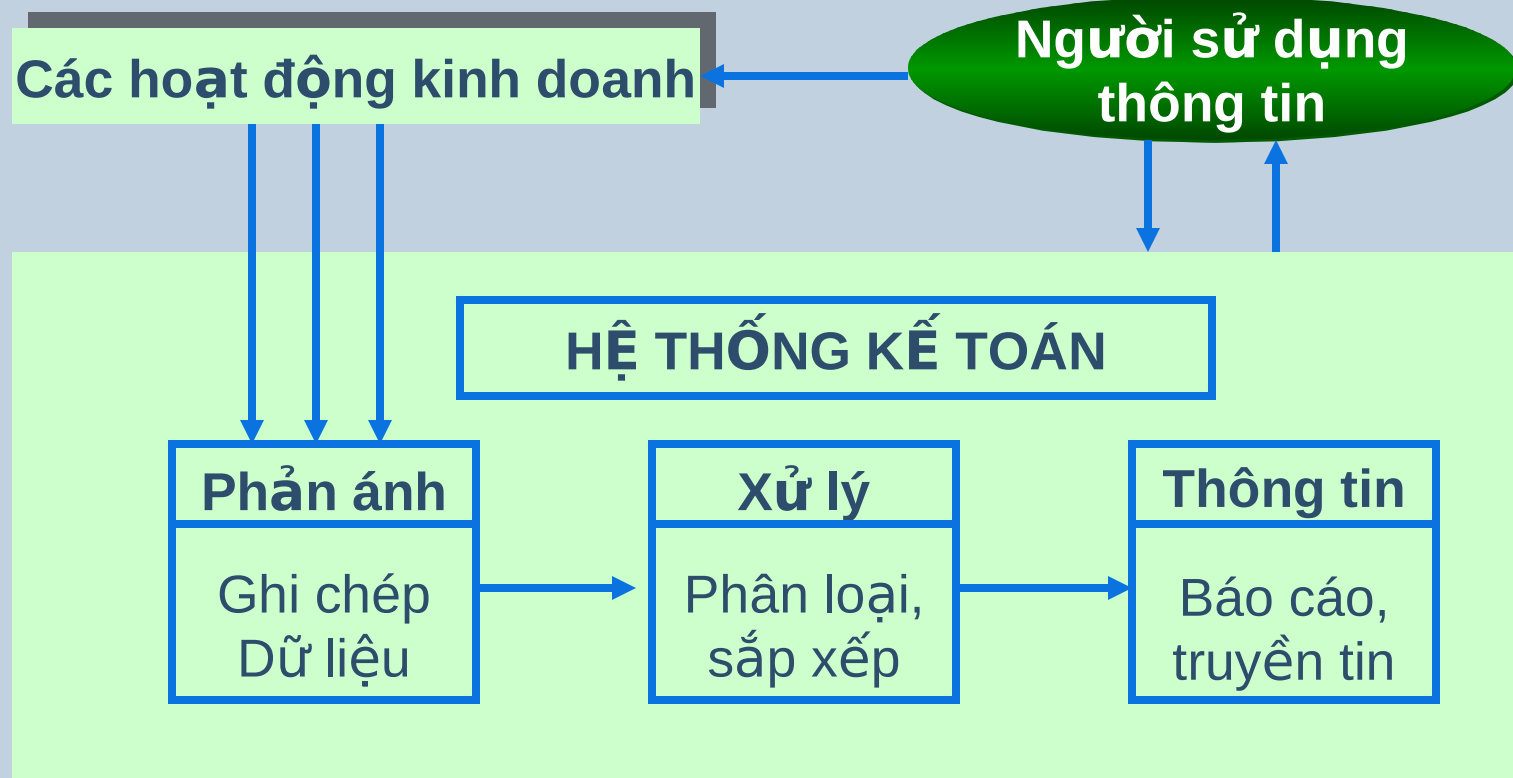 Các hoạt động kinh doanh
Người sử dụng
thông tin
HỆ THỐNG KẾ TOÁN
Phản ánh
Ghi chép
Dữ liệu
Xử lý
Phân loại,
sắp xếp
Thông tin
Báo cáo,
truyền tin